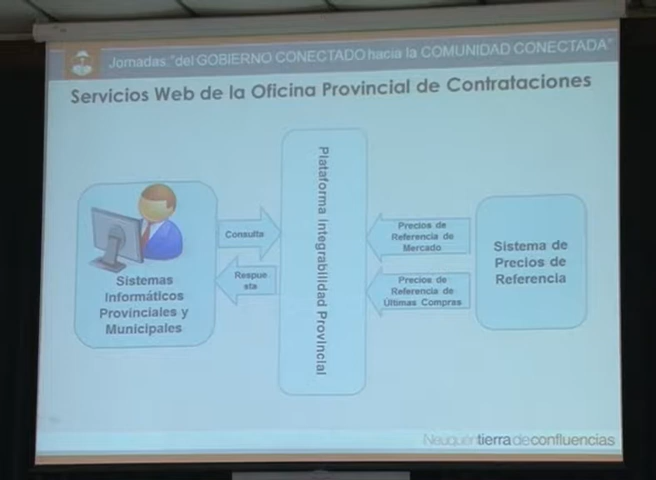 Jornadas "del GOBIERNO CONECTADO hacia la COMUNIDAD CONECTADA"
Servicios Web de la Oficina Provincial de Contrataciones
Sistemas
Informáticos
Provinciales y
Municipales
Consulta
Respue
sta
Plataforma Integrabilidad Provincial
Precios de
Referencia de
Mercado
Precios de
Referencia de
Últimas Compras
Sistema de
Precios de
Referencia
Neuquén tierra de confluencias